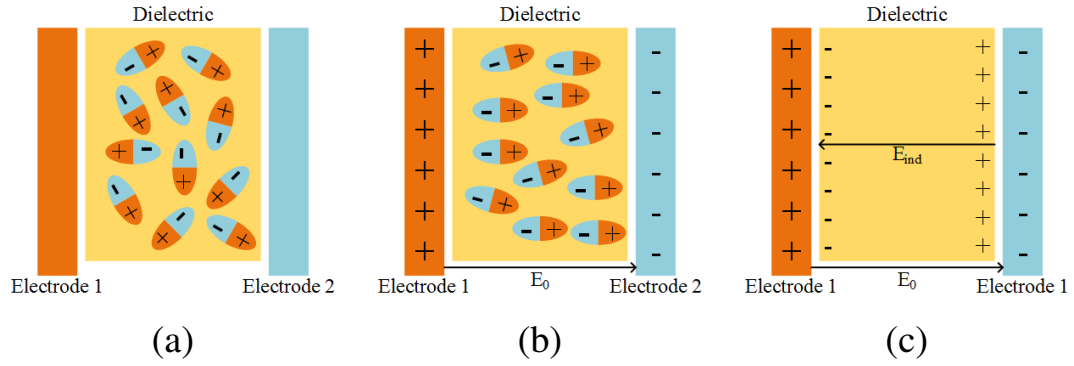 Dielectric
Electrode 1
Electrode 2
(a)
Dielectric
Electrode 1
E0
Electrode 2
(b)
Dielectric
Eind
Electrode 1
E0
Electrode 1
(c)